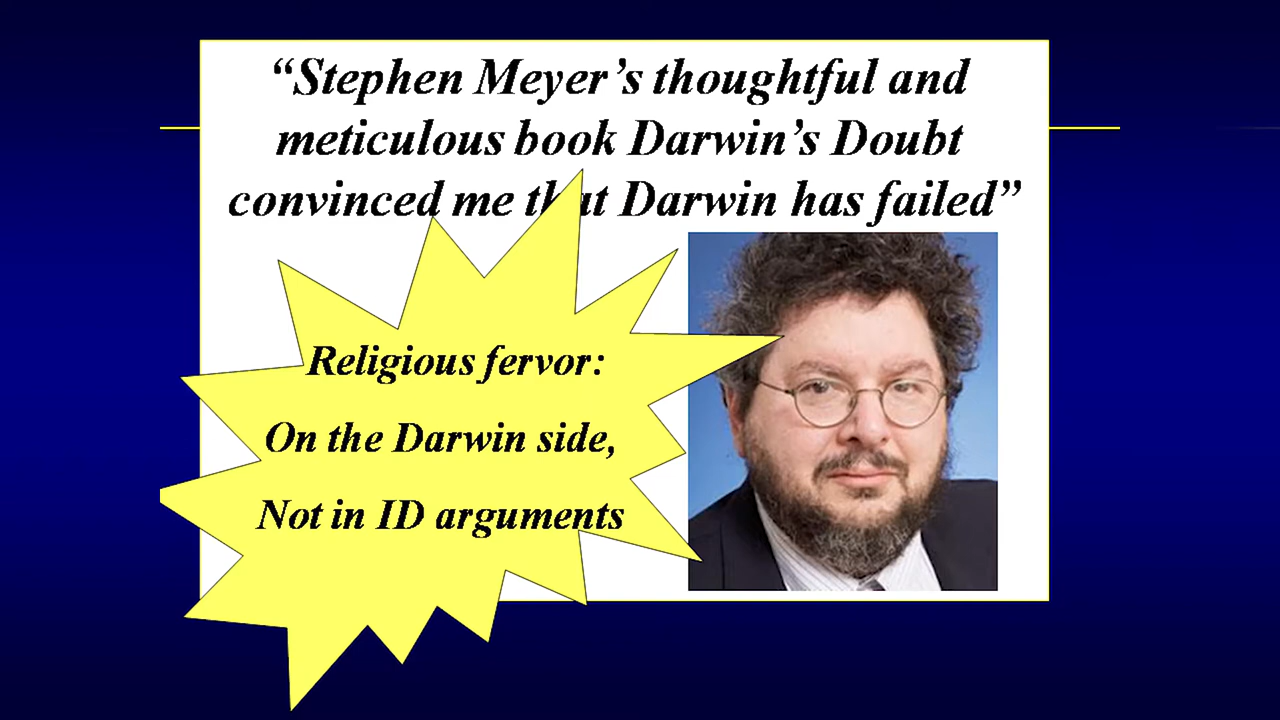 “Stephen Meyer’s thoughtful and
meticulous book Darwin’s Doubt
convinced me that Darwin has failed”
Religious fervor:
On the Darwin side,
Not in ID arguments